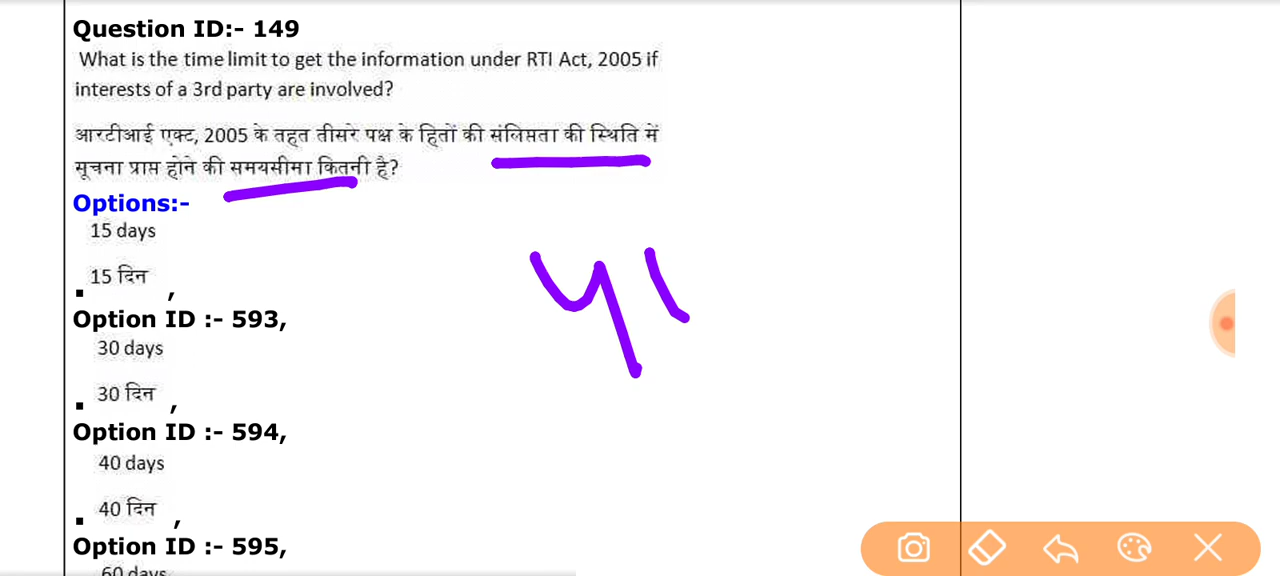 Question ID:- 149
What is the time limit to get the information under RTI Act, 2005 if
interests of a 3rd party are involved?
आरटीआई एक्ट, 2005 के तहत तीसरे पक्ष के हितों की संलिप्तता की स्थिति में
सूचना प्राप्त होने की समयसीमा कितनी है?
Options:-
15 days
15 दिन ,
Option ID :- 593,
30 days
30 दिन ,
Option ID :- 594,
40 days
40 दिन ,
Option ID :- 595,
60 days